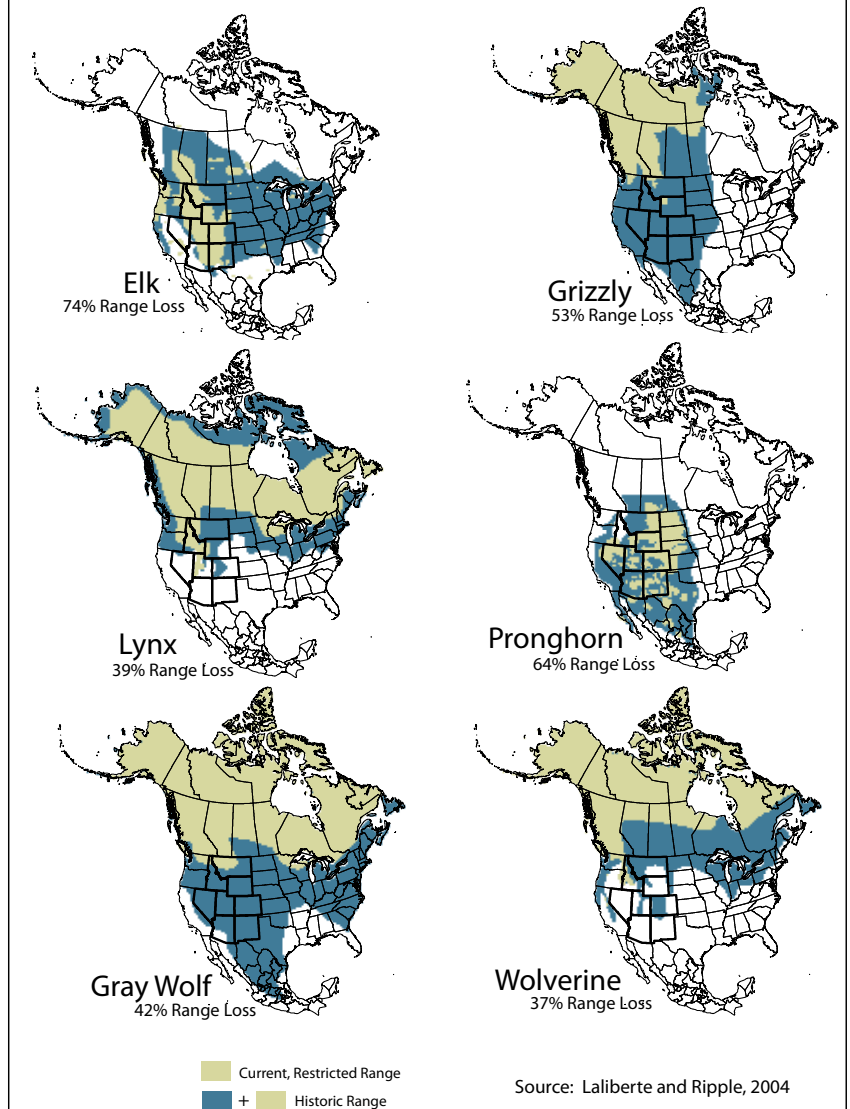 Elk
74% Range Loss
Grizzly
53% Range Loss
Lynx
39% Range Loss
Pronghorn
64% Range Loss
Gray Wolf
42% Range Loss
Wolverine
37% Range Loss
Current, Restricted Range
+ Historic Range
Source: Laliberte and Ripple, 2004